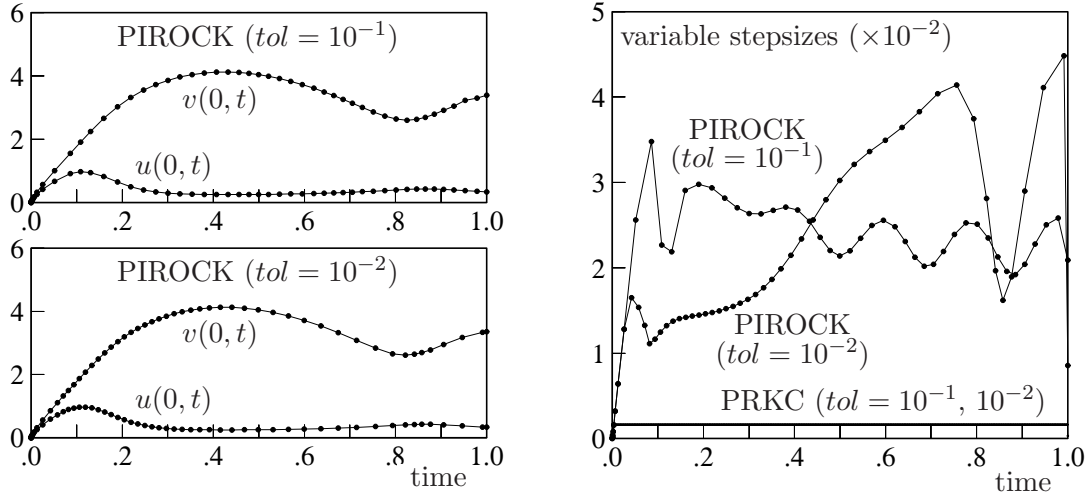 6
PIROCK (tol = 10−1)
4
v(0, t)
2
u(0, t)
0
.0 .2 .4 .6 .8 1.0
6
PIROCK (tol = 10−2)
4
v(0, t)
2
u(0, t)
0
.0 .2 .4 .6 .8 1.0
time
5
variable stepsizes (×10−2)
4
PIROCK
(tol = 10−1)
3
2
PIROCK
(tol = 10−2)
1
PRKC (tol = 10−1, 10−2)
0
.0 .2 .4 .6 .8 1.0
time